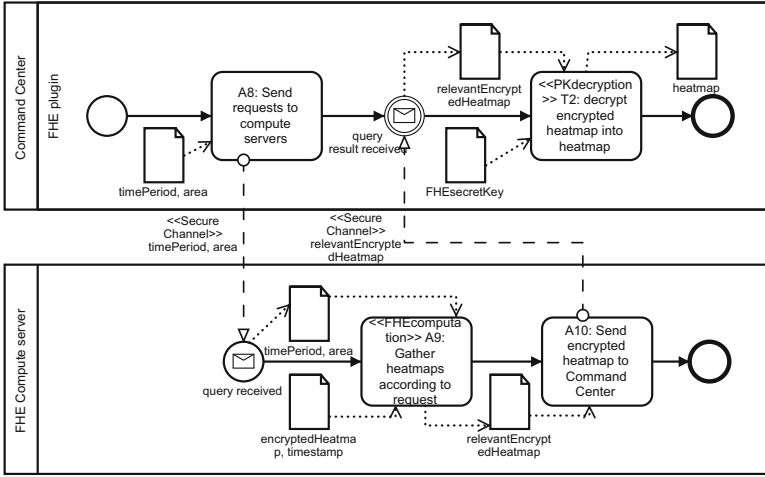 Command Center
FHE plugin
A8: Send
requests to
compute
servers
timePeriod, area
query
result received
relevantEncrypt
edHeatmap
FHEsecretKey
<<PKdecryption
>> T2: decrypt
encrypted
heatmap into
heatmap
heatmap
<<Secure
Channel>>
timePeriod, area
<<Secure
Channel>>
relevantEncrypte
dHeatmap
FHE Compute server
query received
timePeriod, area
encryptedHeatma
p, timestamp
<<FHEcomputa
tion>> A9:
Gather
heatmaps
according to
request
relevantEncrypt
edHeatmap
A10: Send
encrypted
heatmap to
Command
Center